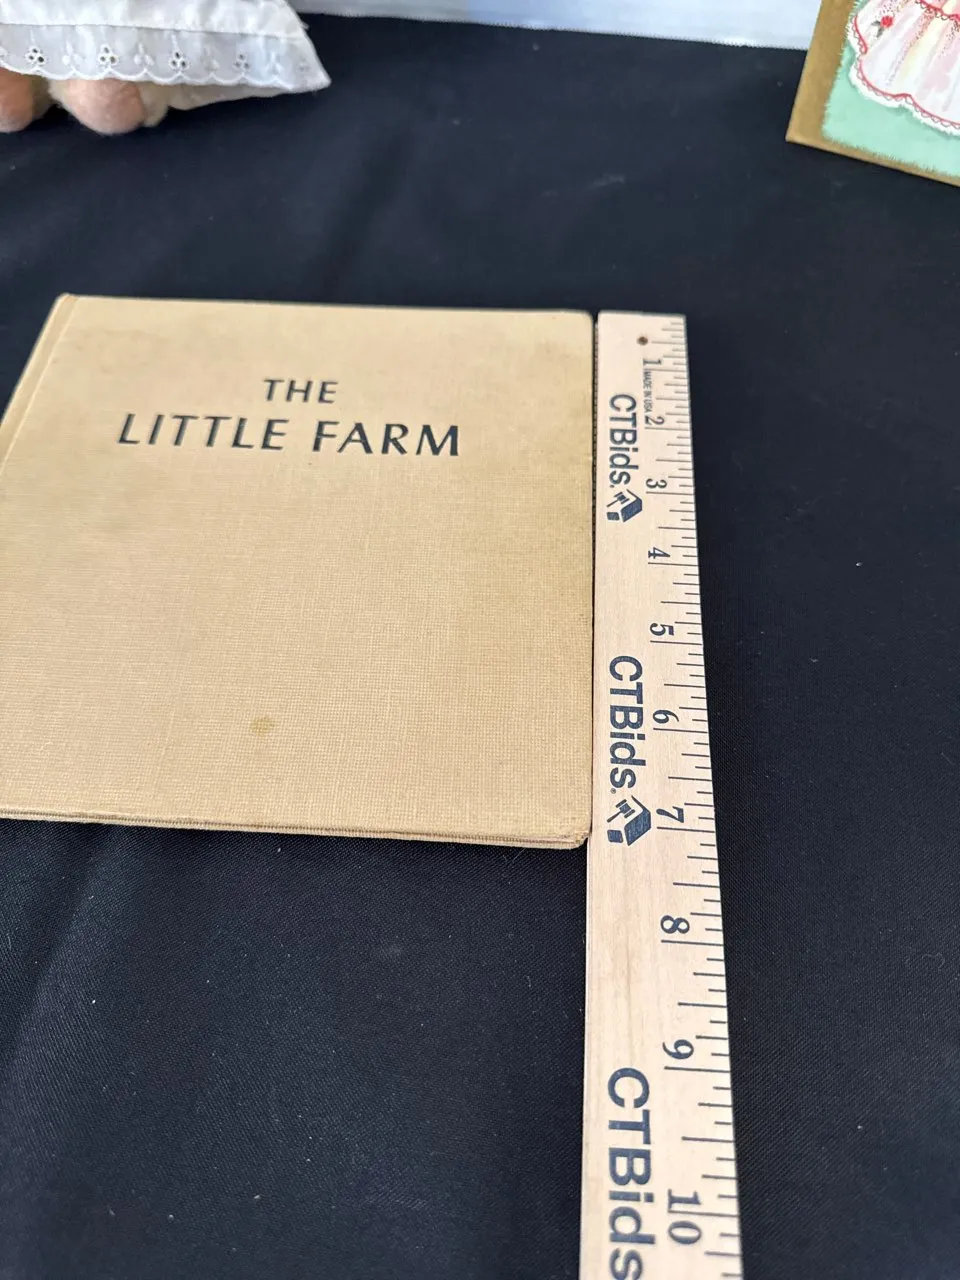 THE
LITTLE FARM
1
MADE IN USA
2
CTBids.
3
4
5
CTBids.
6
7
8
9
CTBids
10